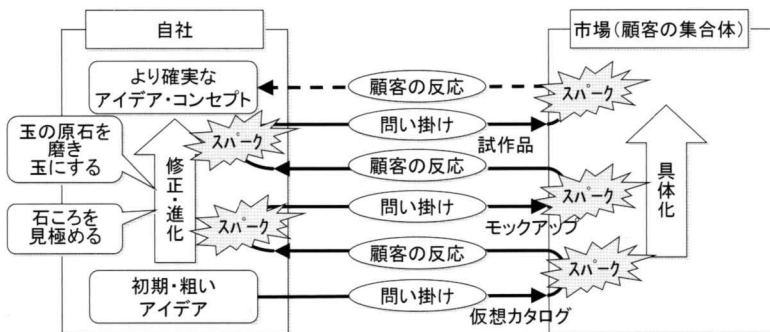 自社
市場(顧客の集合体)
より確実な
アイデア・コンセプト
顧客の反応
スパーク
問い掛け
試作品
スパーク
玉の原石を
磨き
玉にする
修正・進化
顧客の反応
スパーク
具体化
石ころを
見極める
スパーク
問い掛け
モックアップ
顧客の反応
スパーク
初期・粗い
アイデア
問い掛け
仮想カタログ